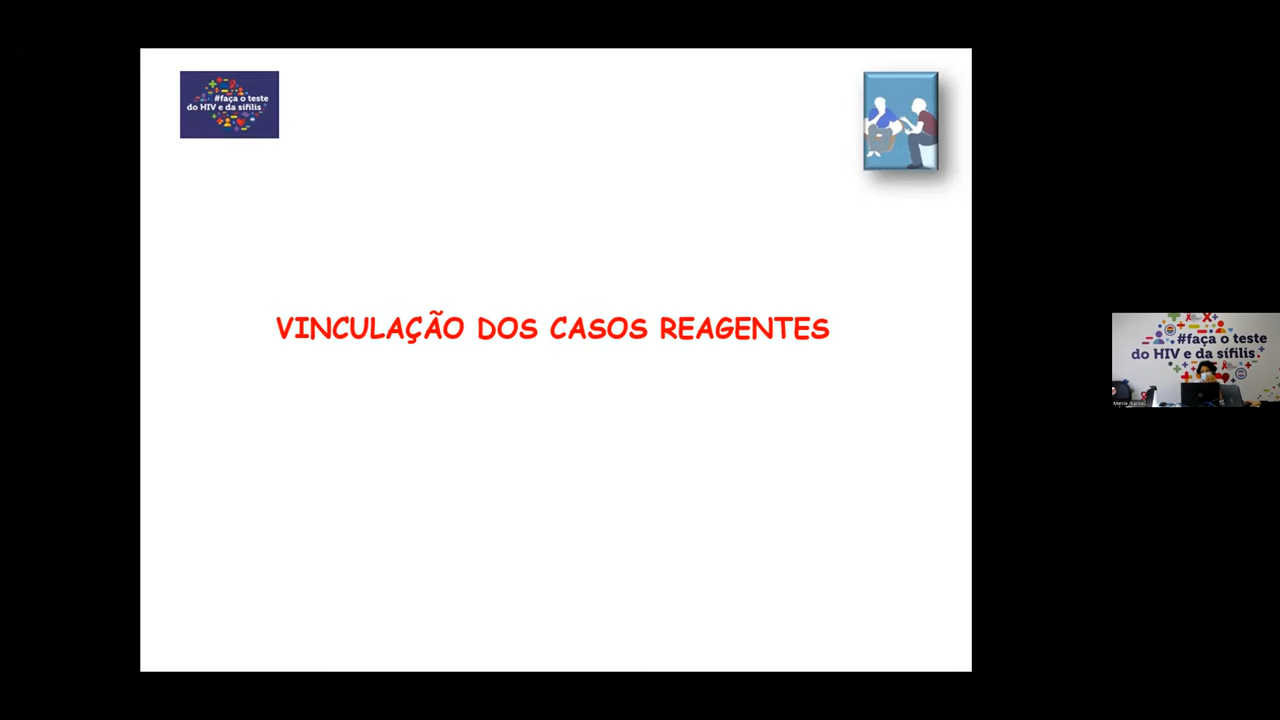 #faça o teste
do HIV e da sífilis
VINCULAÇÃO DOS CASOS REAGENTES
#faça o teste
do HIV e da sífilis